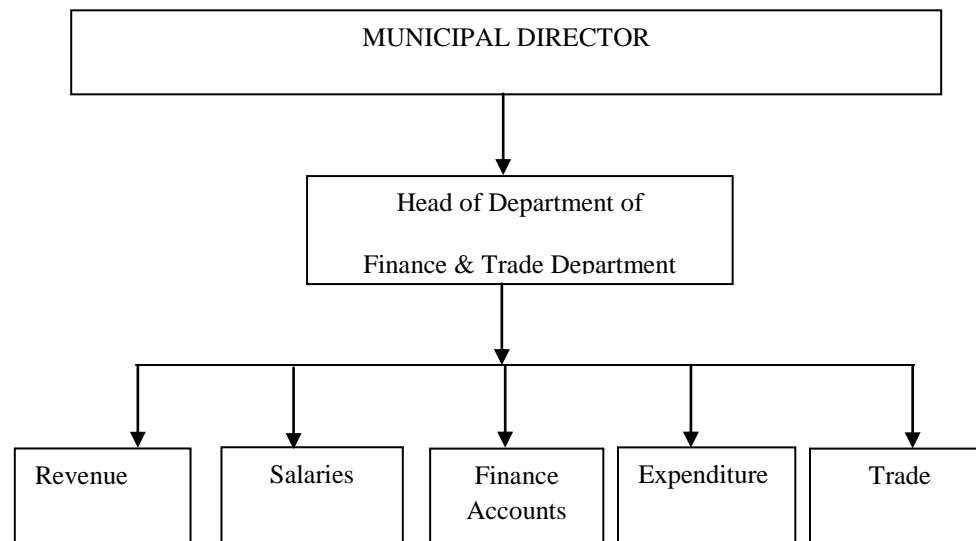 MUNICIPAL DIRECTOR
Head of Department of
Finance & Trade Department
Revenue
Salaries
Finance
Accounts
Expenditure
Trade